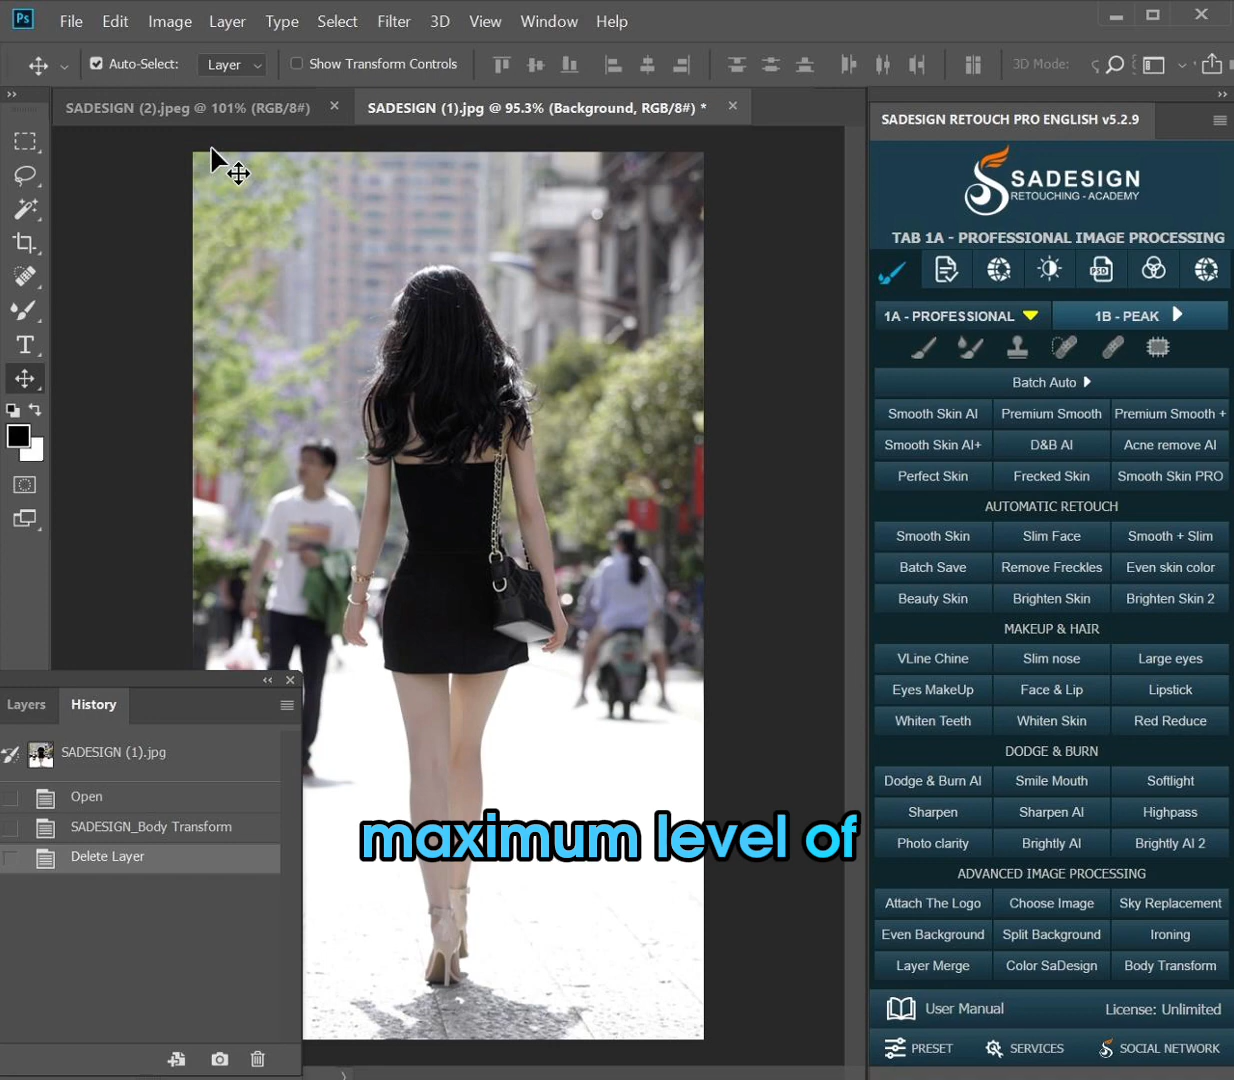 Ps File Edit Image Layer Type Select Filter 3D View Window Help
Auto-Select: Layer Show Transform Controls 3D Mode:
SADESIGN (2).jpeg @ 101% (RGB/8#) SADESIGN (1).jpg @ 95.3% (Background, RGB/8#) *
SADESIGN RETOUCH PRO ENGLISH v5.2.9
SADESIGN
RETOUCHING - ACADEMY
TAB 1A - PROFESSIONAL IMAGE PROCESSING
PSD
1A - PROFESSIONAL 1B - PEAK
Batch Auto
Smooth Skin AI Premium Smooth Premium Smooth +
Smooth Skin AI+ D&B AI Acne remove AI
Perfect Skin Frecked Skin Smooth Skin PRO
AUTOMATIC RETOUCH
Smooth Skin Slim Face Smooth + Slim
Batch Save Remove Freckles Even skin color
Beauty Skin Brighten Skin Brighten Skin 2
MAKEUP & HAIR
VLine Chine Slim nose Large eyes
Eyes MakeUp Face & Lip Lipstick
Whiten Teeth Whiten Skin Red Reduce
DODGE & BURN
Dodge & Burn AI Smile Mouth Softlight
Sharpen Sharpen AI Highpass
Photo clarity Brightly AI Brightly AI 2
ADVANCED IMAGE PROCESSING
Attach The Logo Choose Image Sky Replacement
Even Background Split Background Ironing
Layer Merge Color SaDesign Body Transform
User Manual License: Unlimited
PRESET SERVICES SOCIAL NETWORK
Layers History
SADESIGN (1).jpg
Open
SADESIGN_Body Transform
Delete Layer
maximum level of